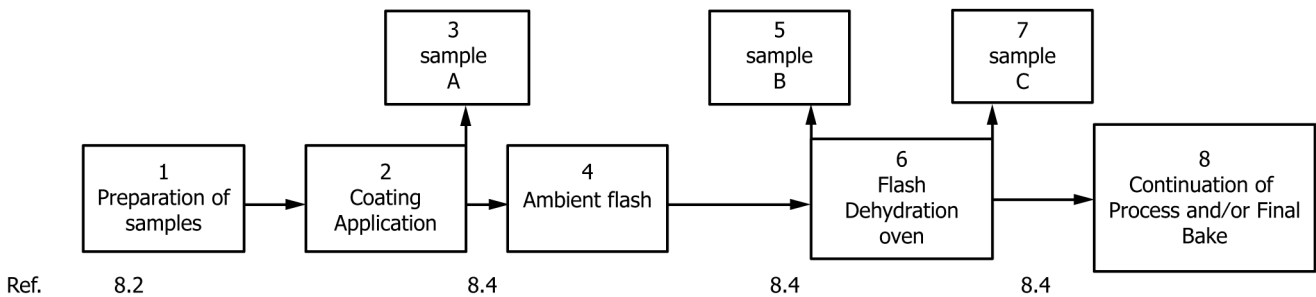 3
sample
A
5
sample
B
7
sample
C
1
Preparation of
samples
2
Coating
Application
4
Ambient flash
6
Flash
Dehydration
oven
8
Continuation of
Process and/or Final
Bake
Ref. 8.2 8.4 8.4 8.4